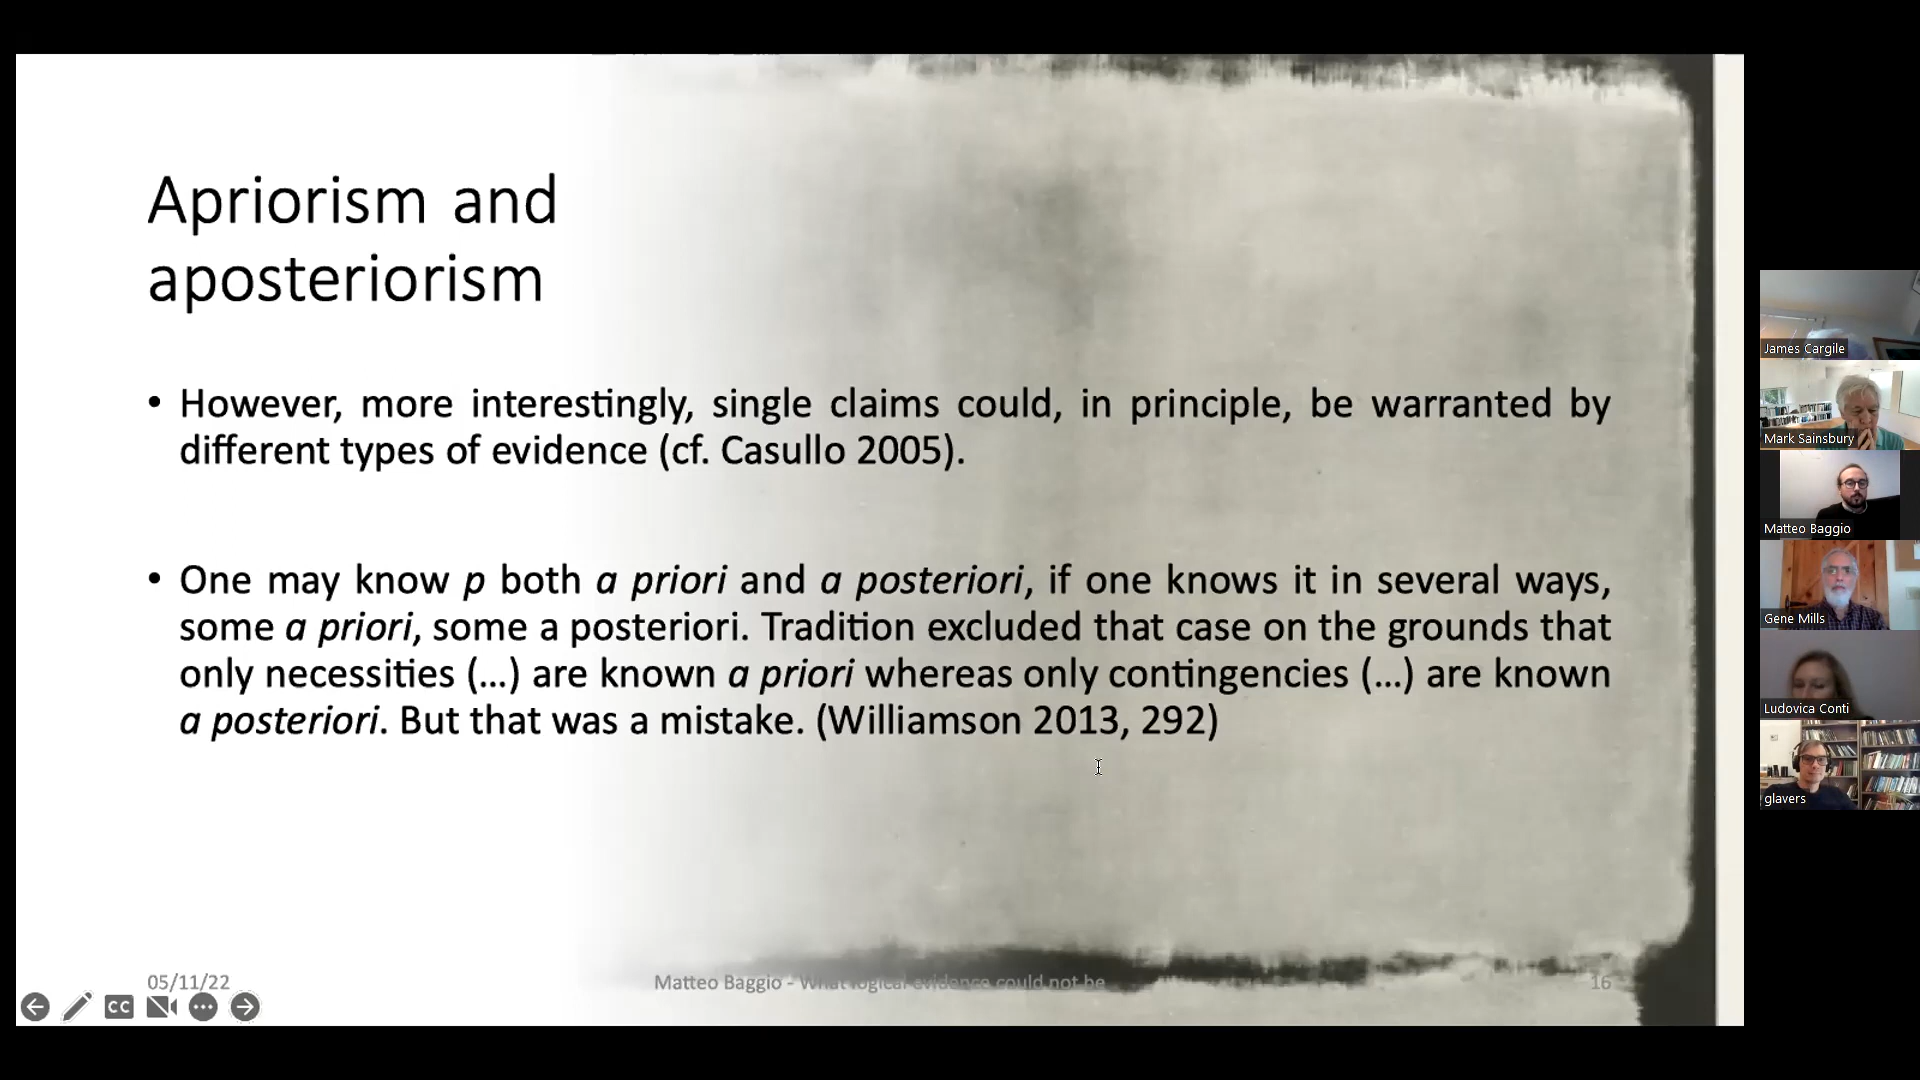 Apriorism and
aposteriorism
• However, more interestingly, single claims could, in principle, be warranted by
different types of evidence (cf. Casullo 2005).
• One may know p both a priori and a posteriori, if one knows it in several ways,
some a priori, some a posteriori. Tradition excluded that case on the grounds that
only necessities (...) are known a priori whereas only contingencies (...) are known
a posteriori. But that was a mistake. (Williamson 2013, 292)
05/11/22
Matteo Baggio - What logical evidence could not be
16
CC
James Cargile
Mark Sainsbury
Matteo Baggio
Gene Mills
Ludovica Conti
glavers